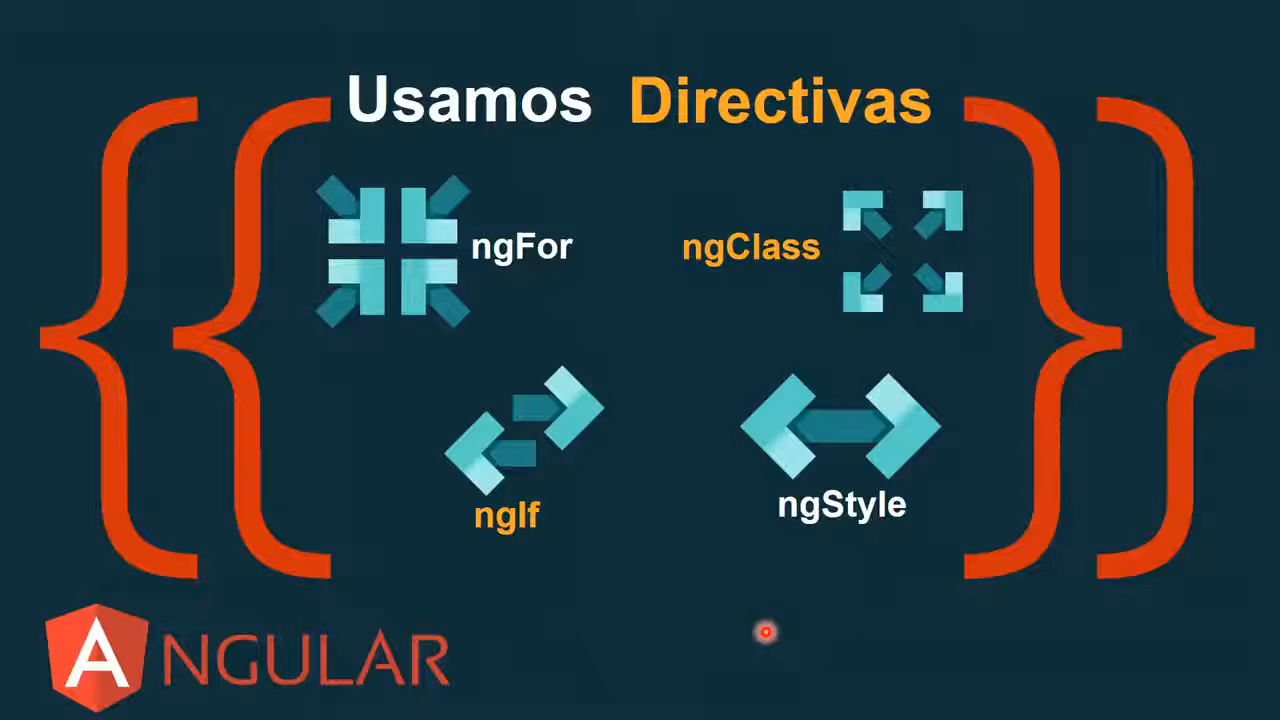 Usamos Directivas
ngFor
ngClass
ngIf
ngStyle
ANGULAR